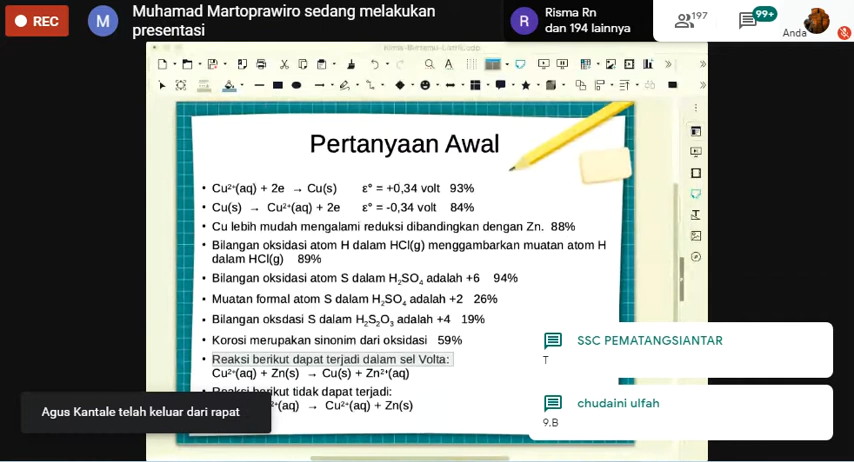 REC
M
Muhamad Martoprawiro sedang melakukan
presentasi
R
Risma Rn
dan 194 lainnya
197
99+
Anda
Pertanyaan Awal
• Cu²⁺(aq) + 2e → Cu(s) ε° = +0,34 volt 93%
• Cu(s) → Cu²⁺(aq) + 2e ε° = -0,34 volt 84%
• Cu lebih mudah mengalami reduksi dibandingkan dengan Zn. 88%
• Bilangan oksidasi atom H dalam HCl(g) menggambarkan muatan atom H
dalam HCl(g) 89%
• Bilangan oksidasi atom S dalam H₂SO₄ adalah +6 94%
• Muatan formal atom S dalam H₂SO₄ adalah +2 26%
• Bilangan oksdasi S dalam H₂S₂O₃ adalah +4 19%
• Korosi merupakan sinonim dari oksidasi 59%
• Reaksi berikut dapat terjadi dalam sel Volta:
Cu²⁺(aq) + Zn(s) → Cu(s) + Zn²⁺(aq)
• Reaksi berikut tidak dapat terjadi:
²⁺(aq) → Cu²⁺(aq) + Zn(s)
SSC PEMATANGSIANTAR
T
chudaini ulfah
9.B
Agus Kantale telah keluar dari rapat